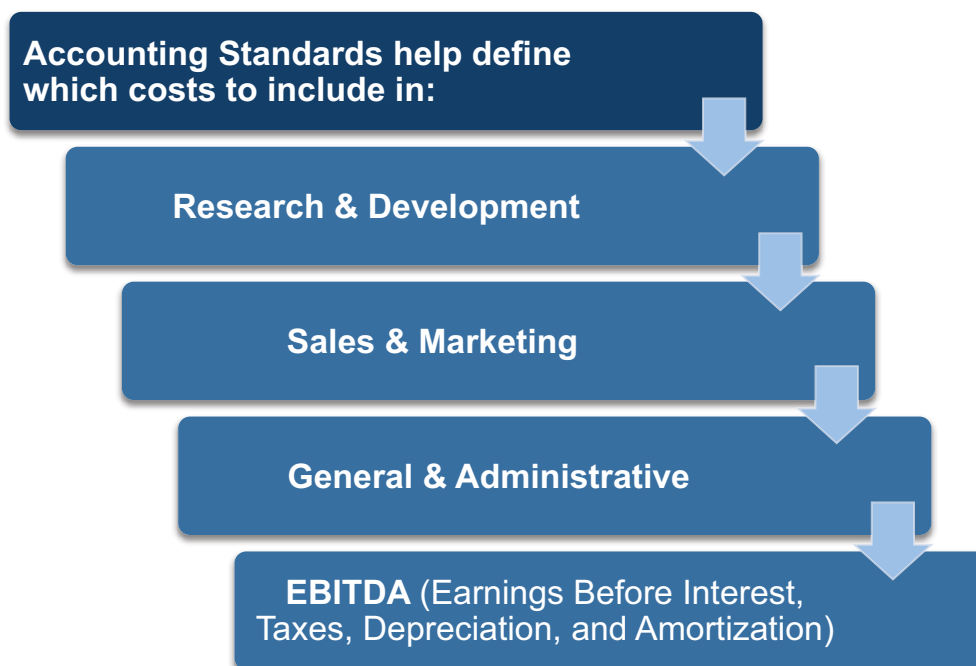 Accounting Standards help define
which costs to include in:
Research & Development
Sales & Marketing
General & Administrative
EBITDA (Earnings Before Interest,
Taxes, Depreciation, and Amortization)